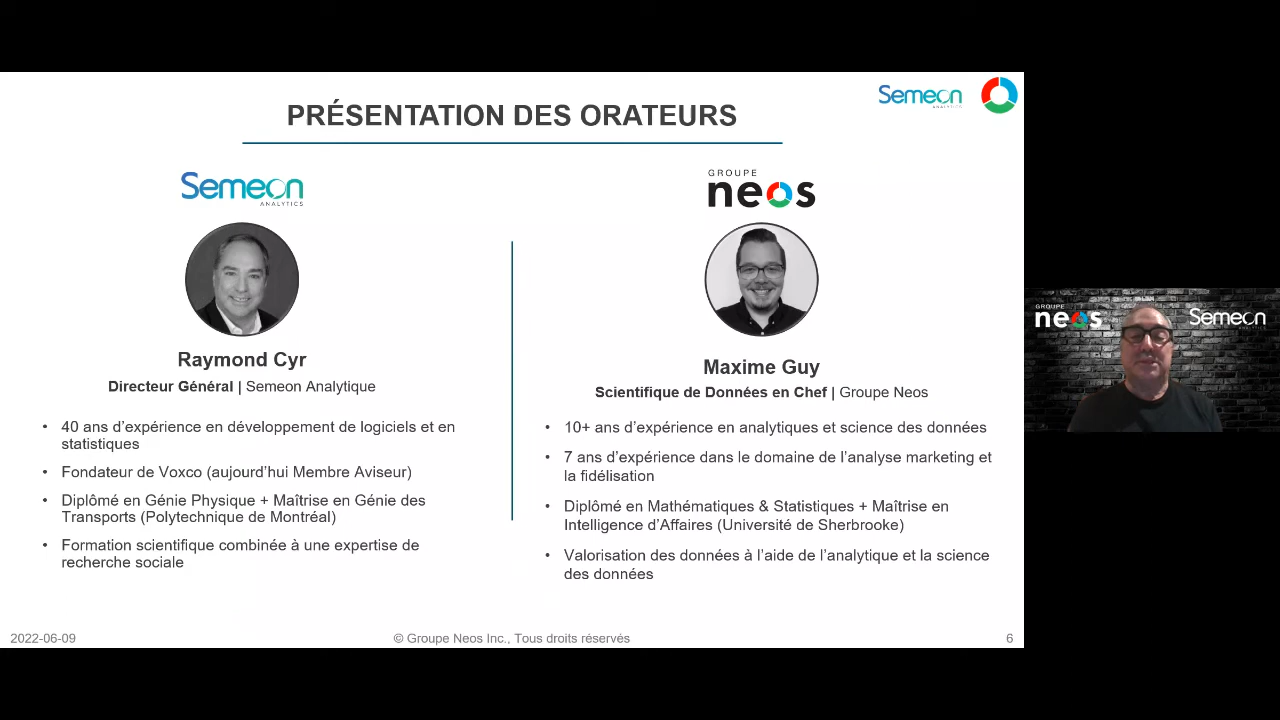 Semeon
ANALYTICS
PRÉSENTATION DES ORATEURS
Semeon
ANALYTICS
Raymond Cyr
Directeur Général | Semeon Analytique
• 40 ans d’expérience en développement de logiciels et en
statistiques
• Fondateur de Voxco (aujourd’hui Membre Aviseur)
• Diplômé en Génie Physique + Maîtrise en Génie des
Transports (Polytechnique de Montréal)
• Formation scientifique combinée à une expertise de
recherche sociale
GROUPE
neos
Maxime Guy
Scientifique de Données en Chef | Groupe Neos
• 10+ ans d’expérience en analytiques et science des données
• 7 ans d’expérience dans le domaine de l’analyse marketing et
la fidélisation
• Diplômé en Mathématiques & Statistiques + Maîtrise en
Intelligence d’Affaires (Université de Sherbrooke)
• Valorisation des données à l’aide de l’analytique et la science
des données
2022-06-09
© Groupe Neos Inc., Tous droits réservés
6
GROUPE
neos
Semeon
ANALYTICS